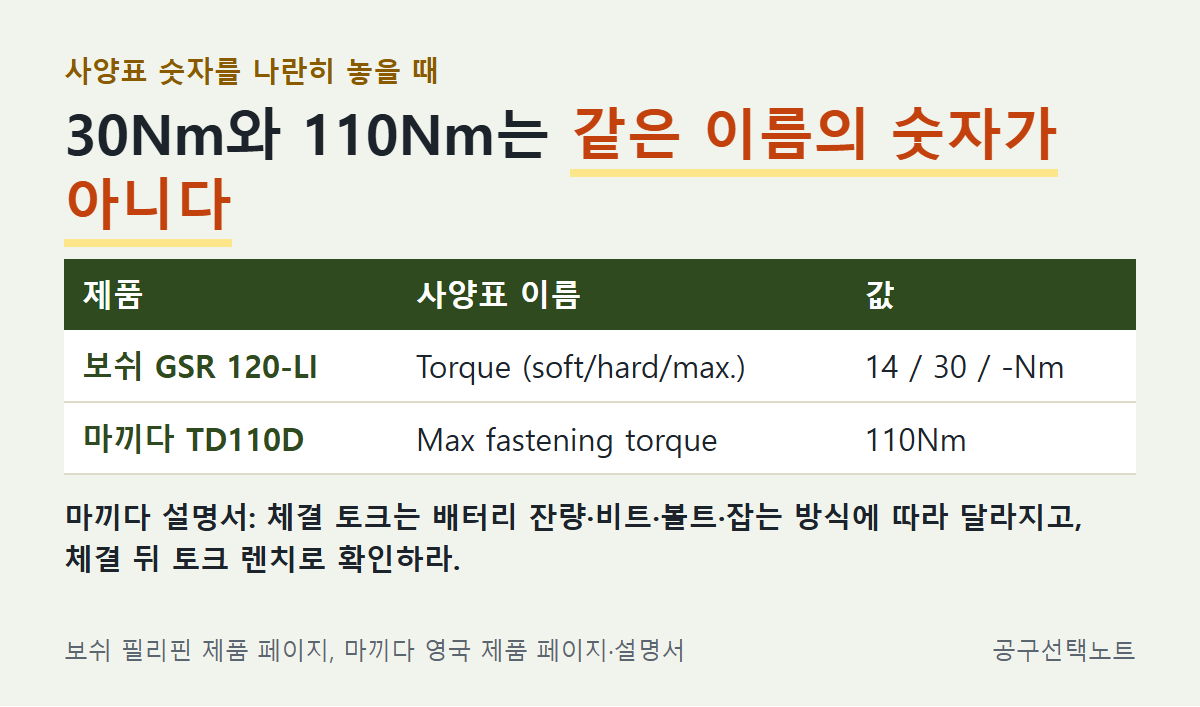 사양표 숫자를 나란히 놓을 때
30Nm와 110Nm는 같은 이름의 숫자가
아니다
제품 사양표 이름 값
보쉬 GSR 120-LI Torque (soft/hard/max.) 14 / 30 / -Nm
마끼다 TD110D Max fastening torque 110Nm
마끼다 설명서: 체결 토크는 배터리 잔량·비트·볼트·잡는 방식에 따라 달라지고,
체결 뒤 토크 렌치로 확인하라.
보쉬 필리핀 제품 페이지, 마끼다 영국 제품 페이지·설명서 공구선택노트